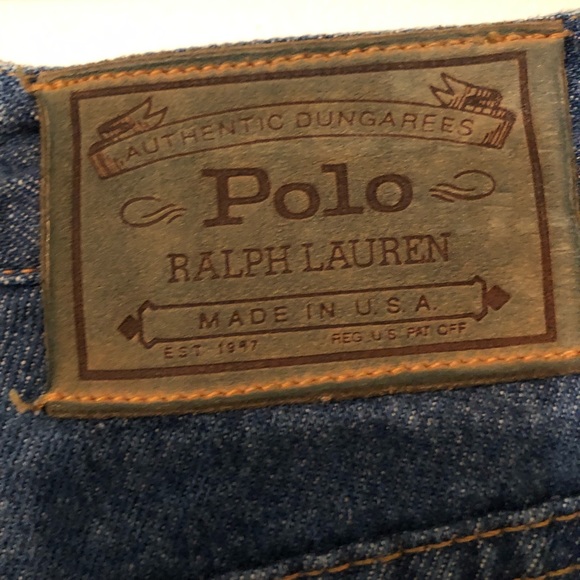 AUTHENTIC DUNGAREES
Polo
RALPH LAUREN
MADE IN U.S.A.
EST 1967 REG. U.S. PAT OFF